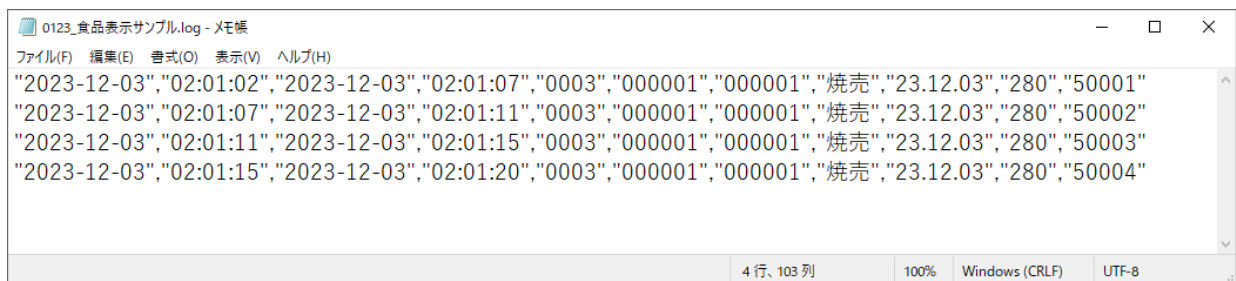 0123_食品表示サンプル.log - メモ帳
ファイル(F) 編集(E) 書式(O) 表示(V) ヘルプ(H)
"2023-12-03","02:01:02","2023-12-03","02:01:07","0003","000001","000001","焼売","23.12.03","280","50001"
"2023-12-03","02:01:07","2023-12-03","02:01:11","0003","000001","000001","焼売","23.12.03","280","50002"
"2023-12-03","02:01:11","2023-12-03","02:01:15","0003","000001","000001","焼売","23.12.03","280","50003"
"2023-12-03","02:01:15","2023-12-03","02:01:20","0003","000001","000001","焼売","23.12.03","280","50004"
4 行、103 列 100% Windows (CRLF) UTF-8